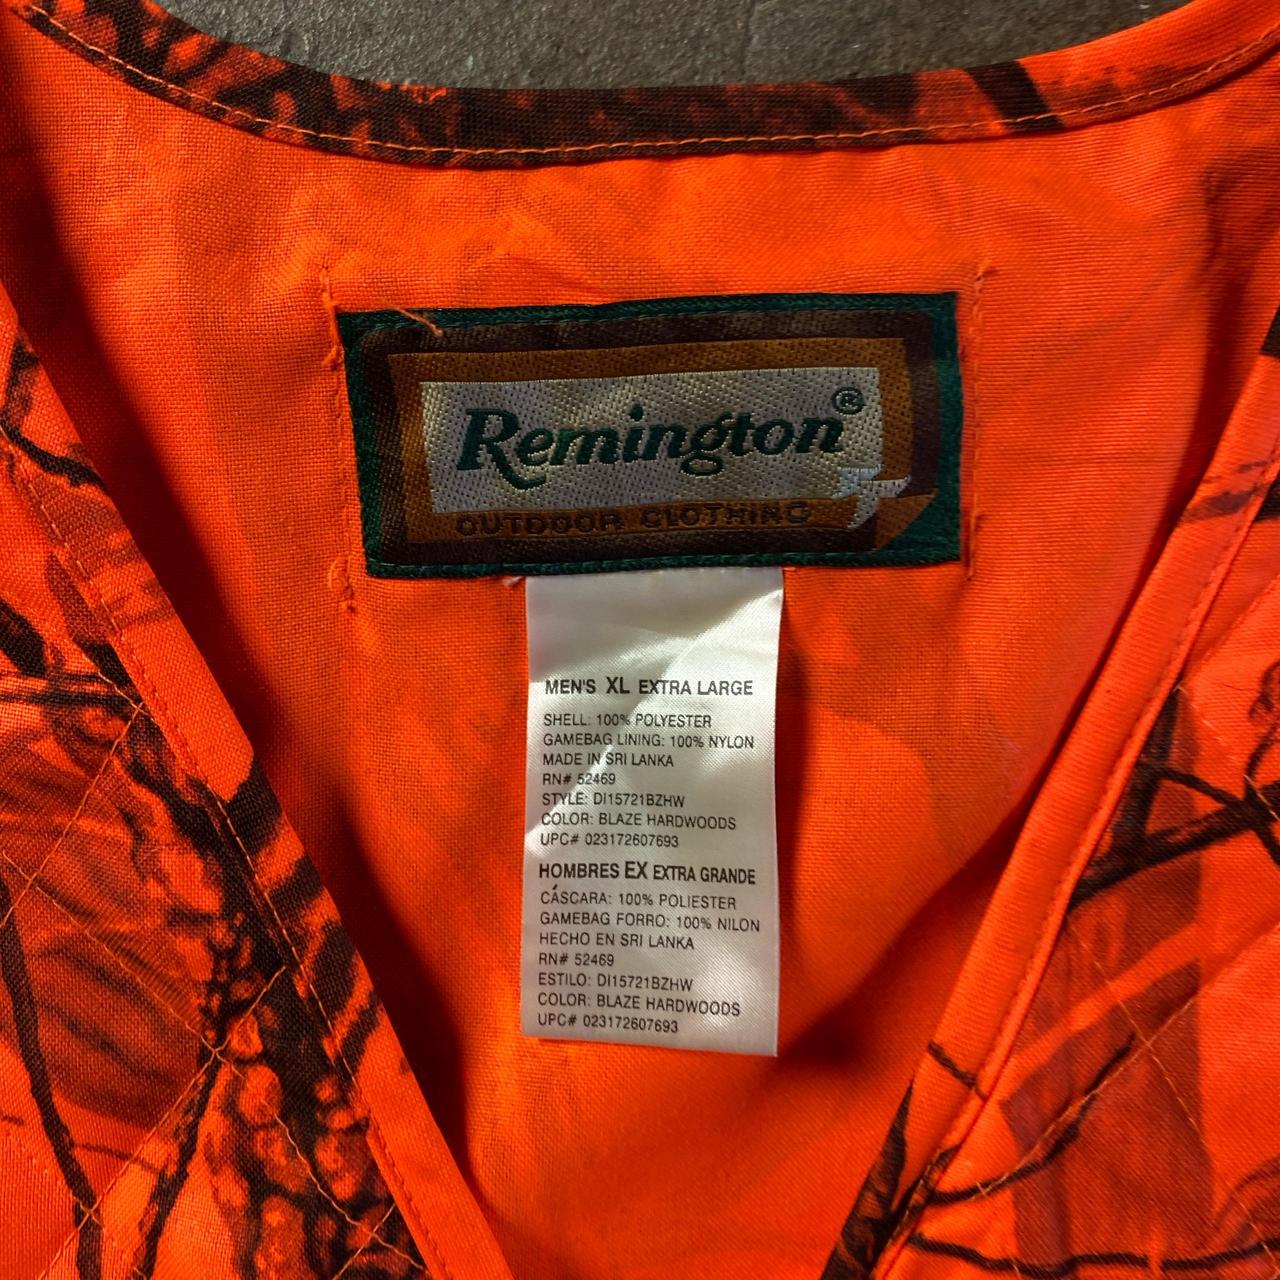 Remington®
OUTDOOR CLOTHING
MEN'S XL EXTRA LARGE
SHELL: 100% POLYESTER
GAMEBAG LINING: 100% NYLON
MADE IN SRI LANKA
RN# 52469
STYLE: DI15721BZHW
COLOR: BLAZE HARDWOODS
UPC# 023172607693
HOMBRES EX EXTRA GRANDE
CÁSCARA: 100% POLIESTER
GAMEBAG FORRO: 100% NILON
HECHO EN SRI LANKA
RN# 52469
ESTILO: DI15721BZHW
COLOR: BLAZE HARDWOODS
UPC# 023172607693